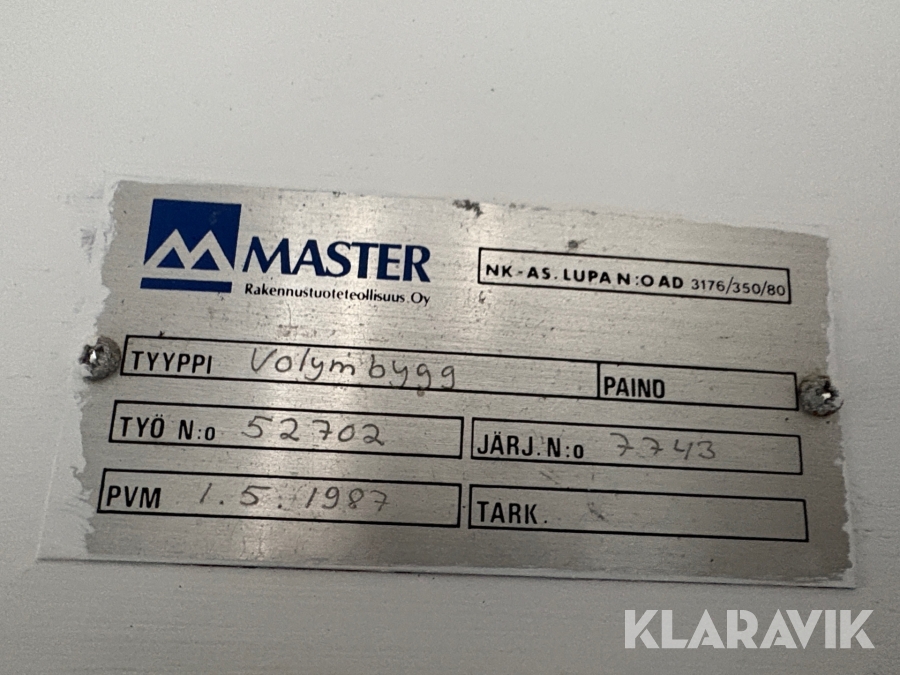 MASTER
Rakennustuoteteollisuus Oy
NK-AS. LUPA N:O AD 3176/350/80
TYYPPI Volymbygg PAINO
TYÖ N:o 52702 JÄRJ. N:o 7743
PVM 1.5.1987 TARK.
KLARAVIK